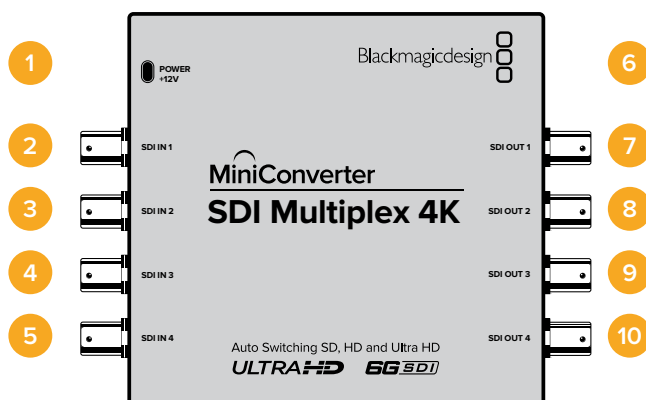 1
POWER
+12V
Blackmagicdesign
6
2
SDI IN 1
SDI OUT 1
7
MiniConverter
3
SDI IN 2
SDI Multiplex 4K
SDI OUT 2
8
4
SDI IN 3
SDI OUT 3
9
5
SDI IN 4
SDI OUT 4
10
Auto Switching SD, HD and Ultra HD
ULTRAHD 6G SDI